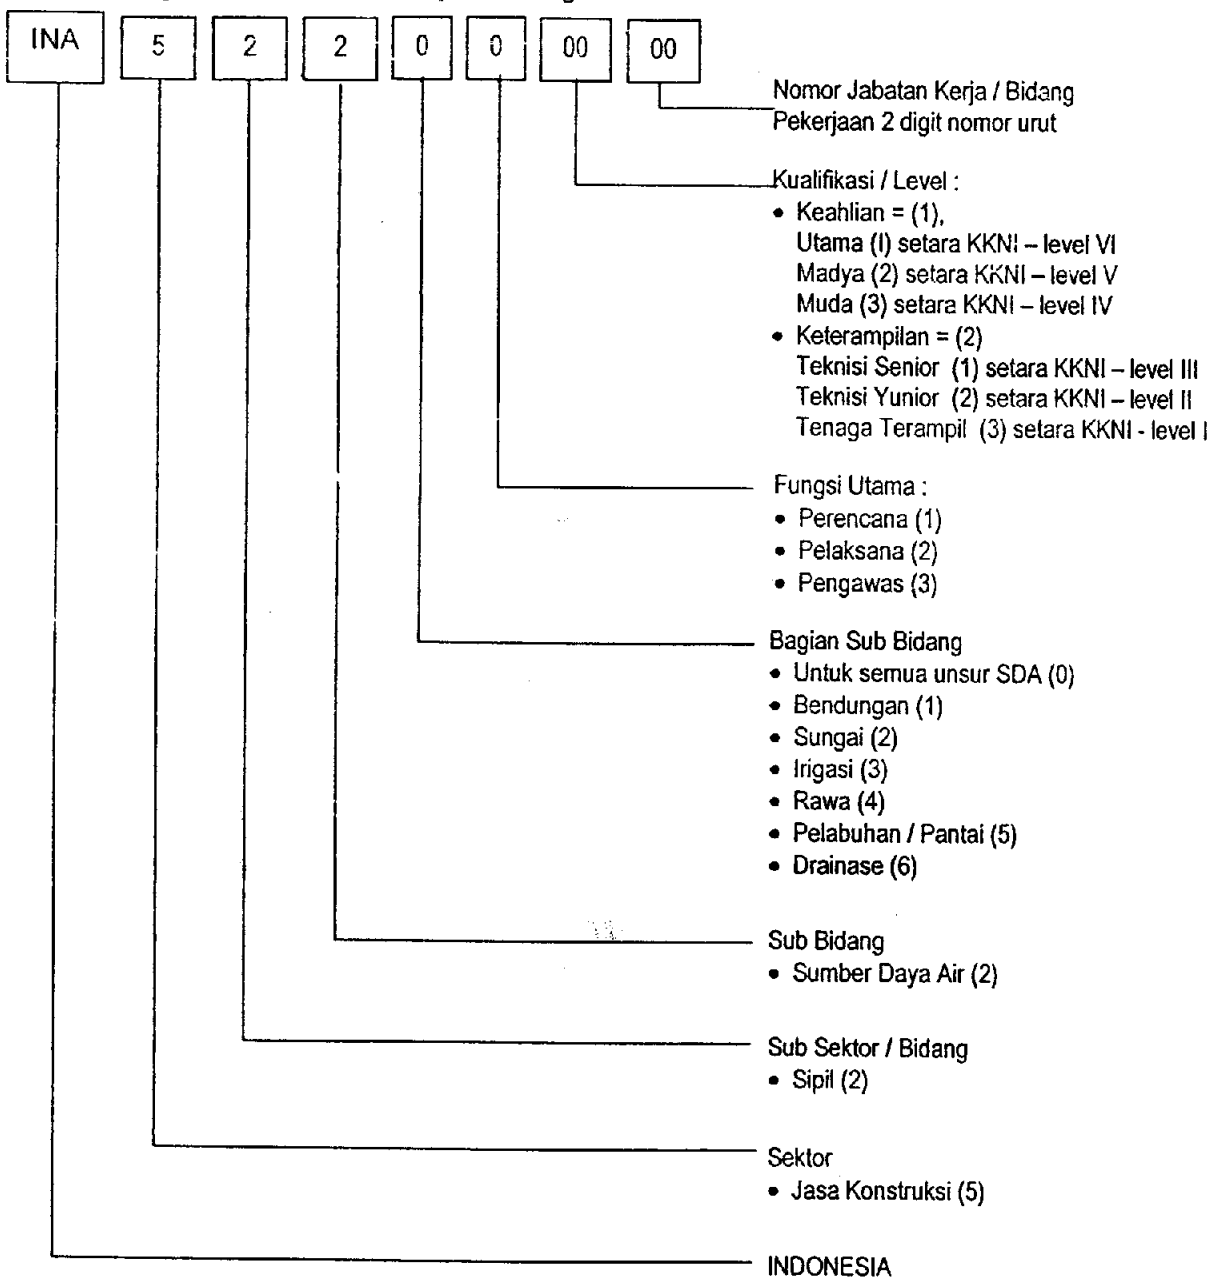 INA 5 2 2 0 0 00 00
Nomor Jabatan Kerja / Bidang
Pekerjaan 2 digit nomor urut
Kualifikasi / Level :
• Keahlian = (1),
Utama (I) setara KKNI – level VI
Madya (2) setara KKNI – level V
Muda (3) setara KKNI – level IV
• Keterampilan = (2)
Teknisi Senior (1) setara KKNI – level III
Teknisi Yunior (2) setara KKNI – level II
Tenaga Terampil (3) setara KKNI - level I
Fungsi Utama :
• Perencana (1)
• Pelaksana (2)
• Pengawas (3)
Bagian Sub Bidang
• Untuk semua unsur SDA (0)
• Bendungan (1)
• Sungai (2)
• Irigasi (3)
• Rawa (4)
• Pelabuhan / Pantai (5)
• Drainase (6)
Sub Bidang
• Sumber Daya Air (2)
Sub Sektor / Bidang
• Sipil (2)
Sektor
• Jasa Konstruksi (5)
INDONESIA